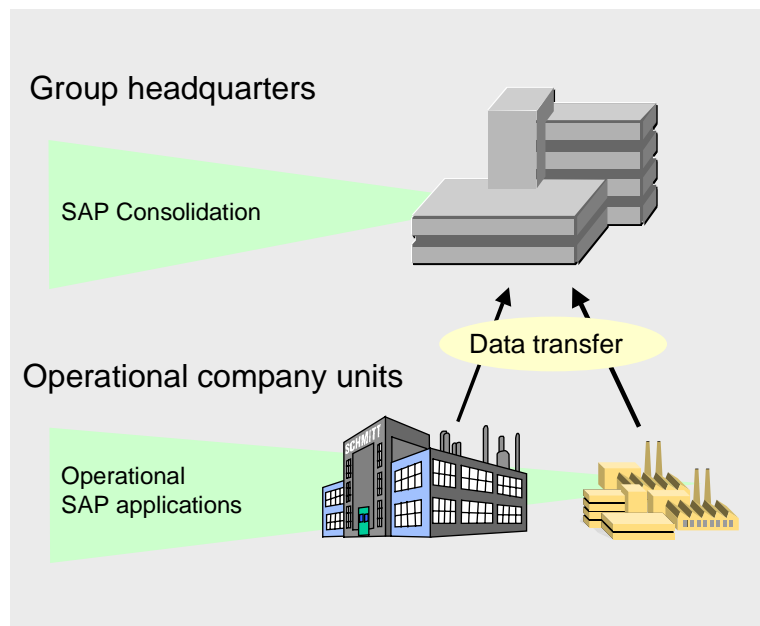 Group headquarters
SAP Consolidation
Data transfer
Operational company units
SCHMITT
Operational
SAP applications